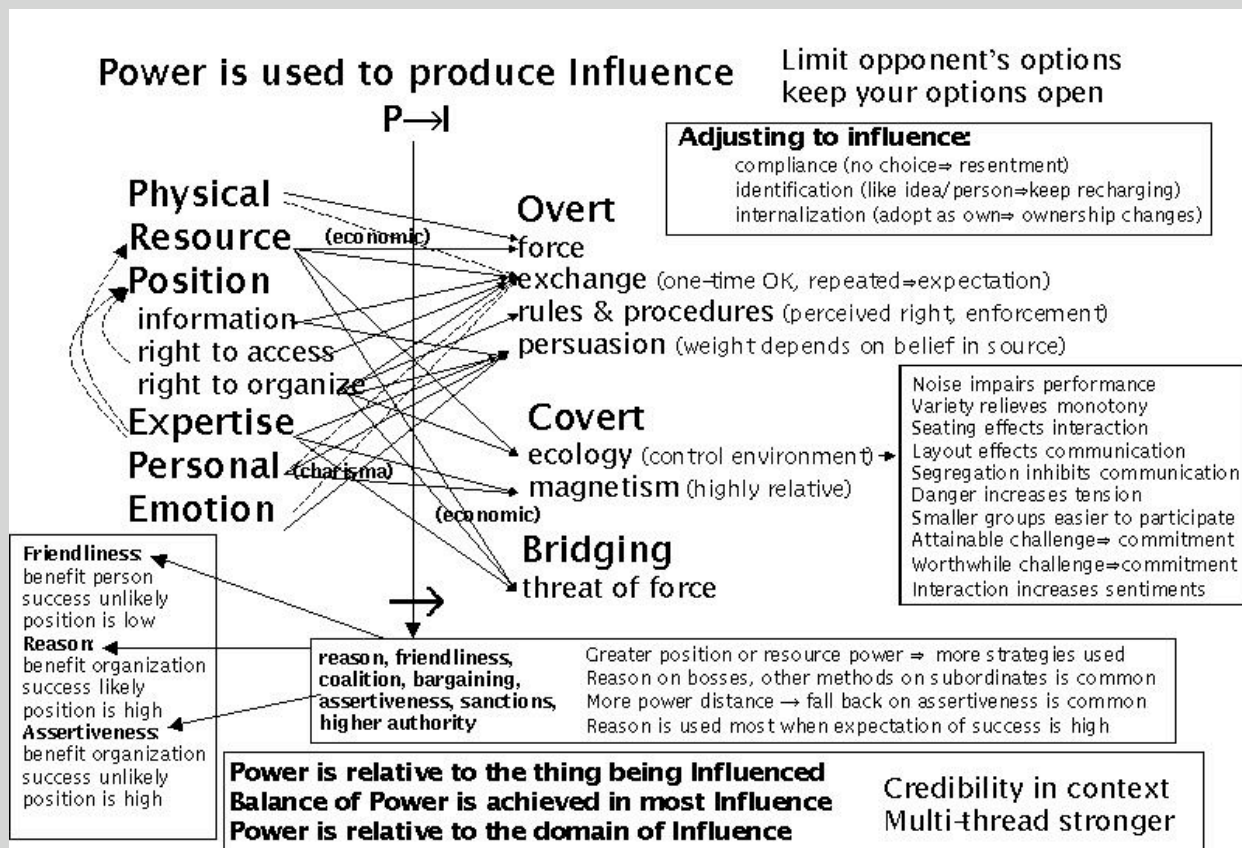 Power is used to produce Influence
P→I
Limit opponent's options
keep your options open
Adjusting to influence:
compliance (no choice⇒ resentment)
identification (like idea/person⇒keep recharging)
internalization (adopt as own⇒ ownership changes)
Physical
Resource (economic)
Position
information
right to access
right to organize
Expertise
Personal (charisma)
Emotion
Overt
force
exchange (one-time OK, repeated⇒expectation)
rules & procedures (perceived right, enforcement)
persuasion (weight depends on belief in source)
Covert
ecology (control environment)
magnetism (highly relative)
(economic)
Bridging
threat of force
→
Noise impairs performance
Variety relieves monotony
Seating effects interaction
Layout effects communication
Segregation inhibits communication
Danger increases tension
Smaller groups easier to participate
Attainable challenge⇒ commitment
Worthwhile challenge⇒commitment
Interaction increases sentiments
Friendliness:
benefit person
success unlikely
position is low
Reason:
benefit organization
success likely
position is high
Assertiveness:
benefit organization
success unlikely
position is high
reason, friendliness,
coalition, bargaining,
assertiveness, sanctions,
higher authority
Greater position or resource power ⇒ more strategies used
Reason on bosses, other methods on subordinates is common
More power distance → fall back on assertiveness is common
Reason is used most when expectation of success is high
Power is relative to the thing being Influenced
Balance of Power is achieved in most Influence
Power is relative to the domain of Influence
Credibility in context
Multi-thread stronger